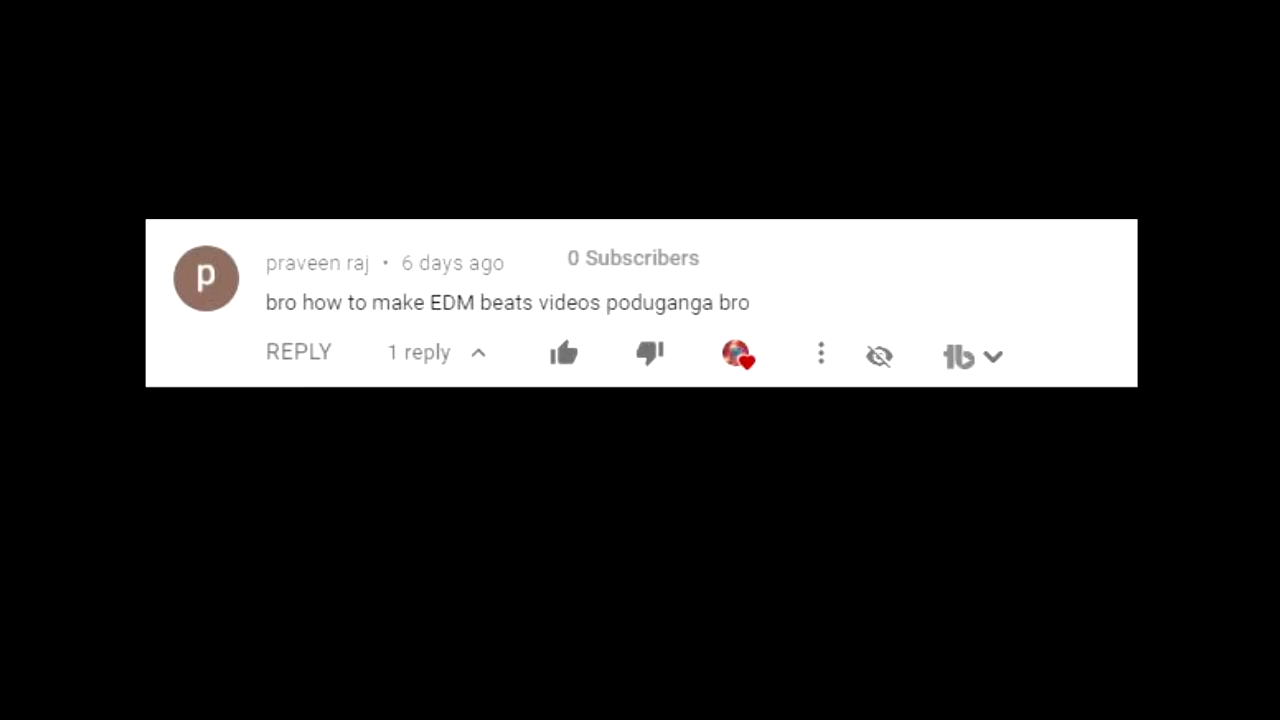 p
praveen raj • 6 days ago 0 Subscribers
bro how to make EDM beats videos poduganga bro
REPLY 1 reply
tb